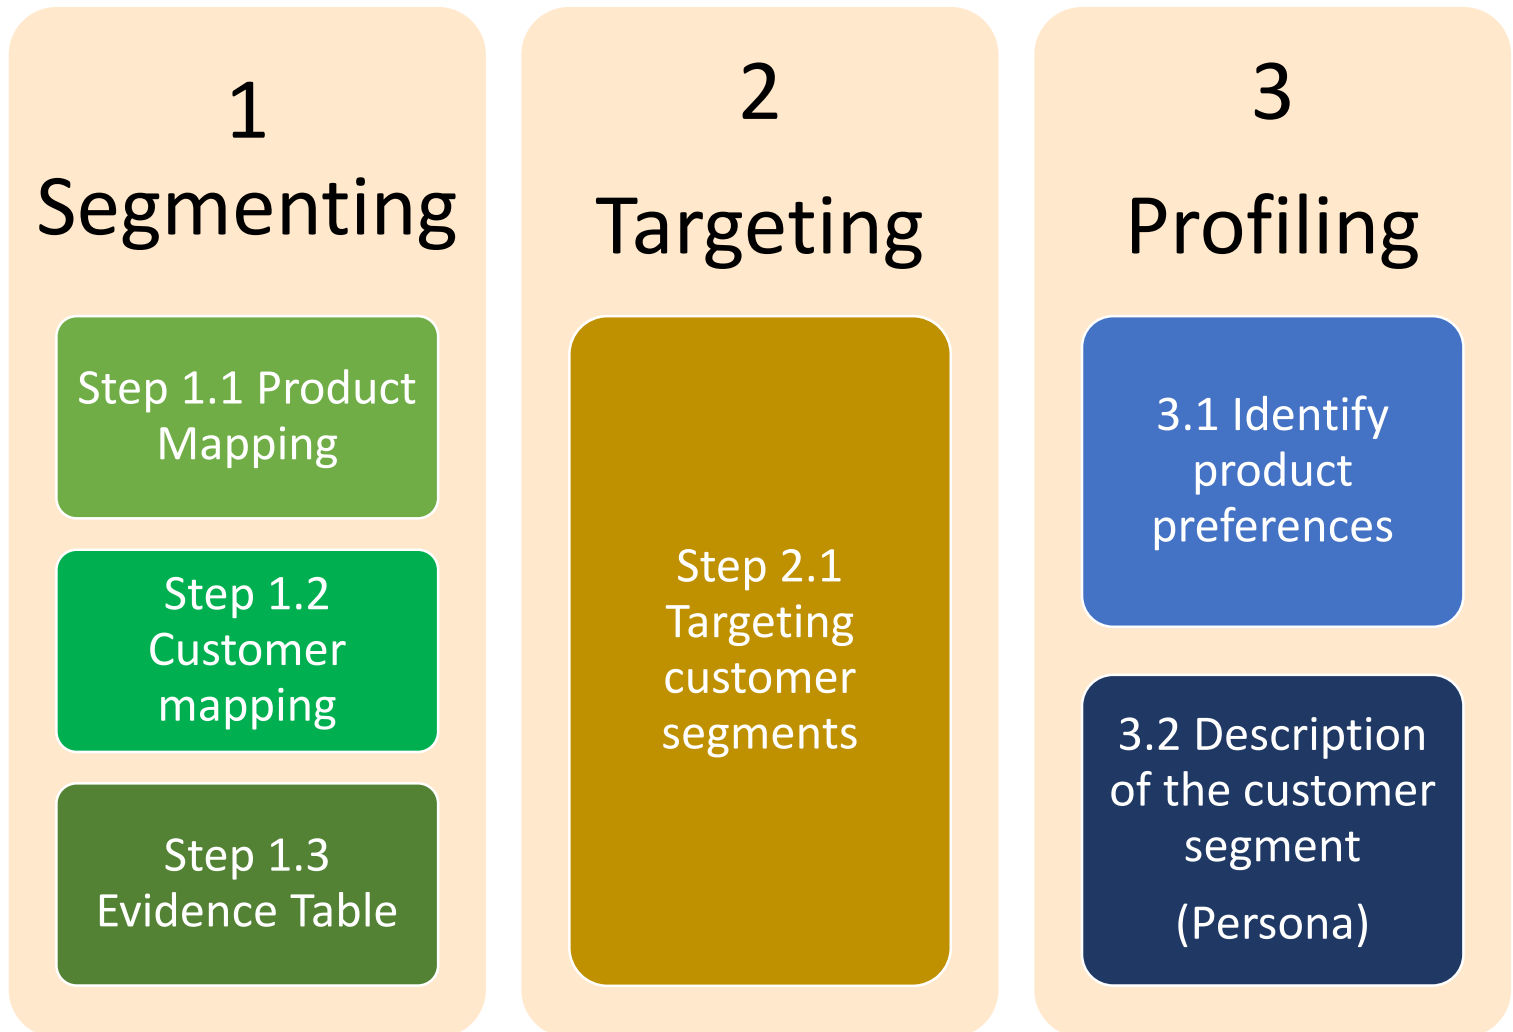 1
Segmenting
Step 1.1 Product
Mapping
Step 1.2
Customer
mapping
Step 1.3
Evidence Table
2
Targeting
Step 2.1
Targeting
customer
segments
3
Profiling
3.1 Identify
product
preferences
3.2 Description
of the customer
segment
(Persona)